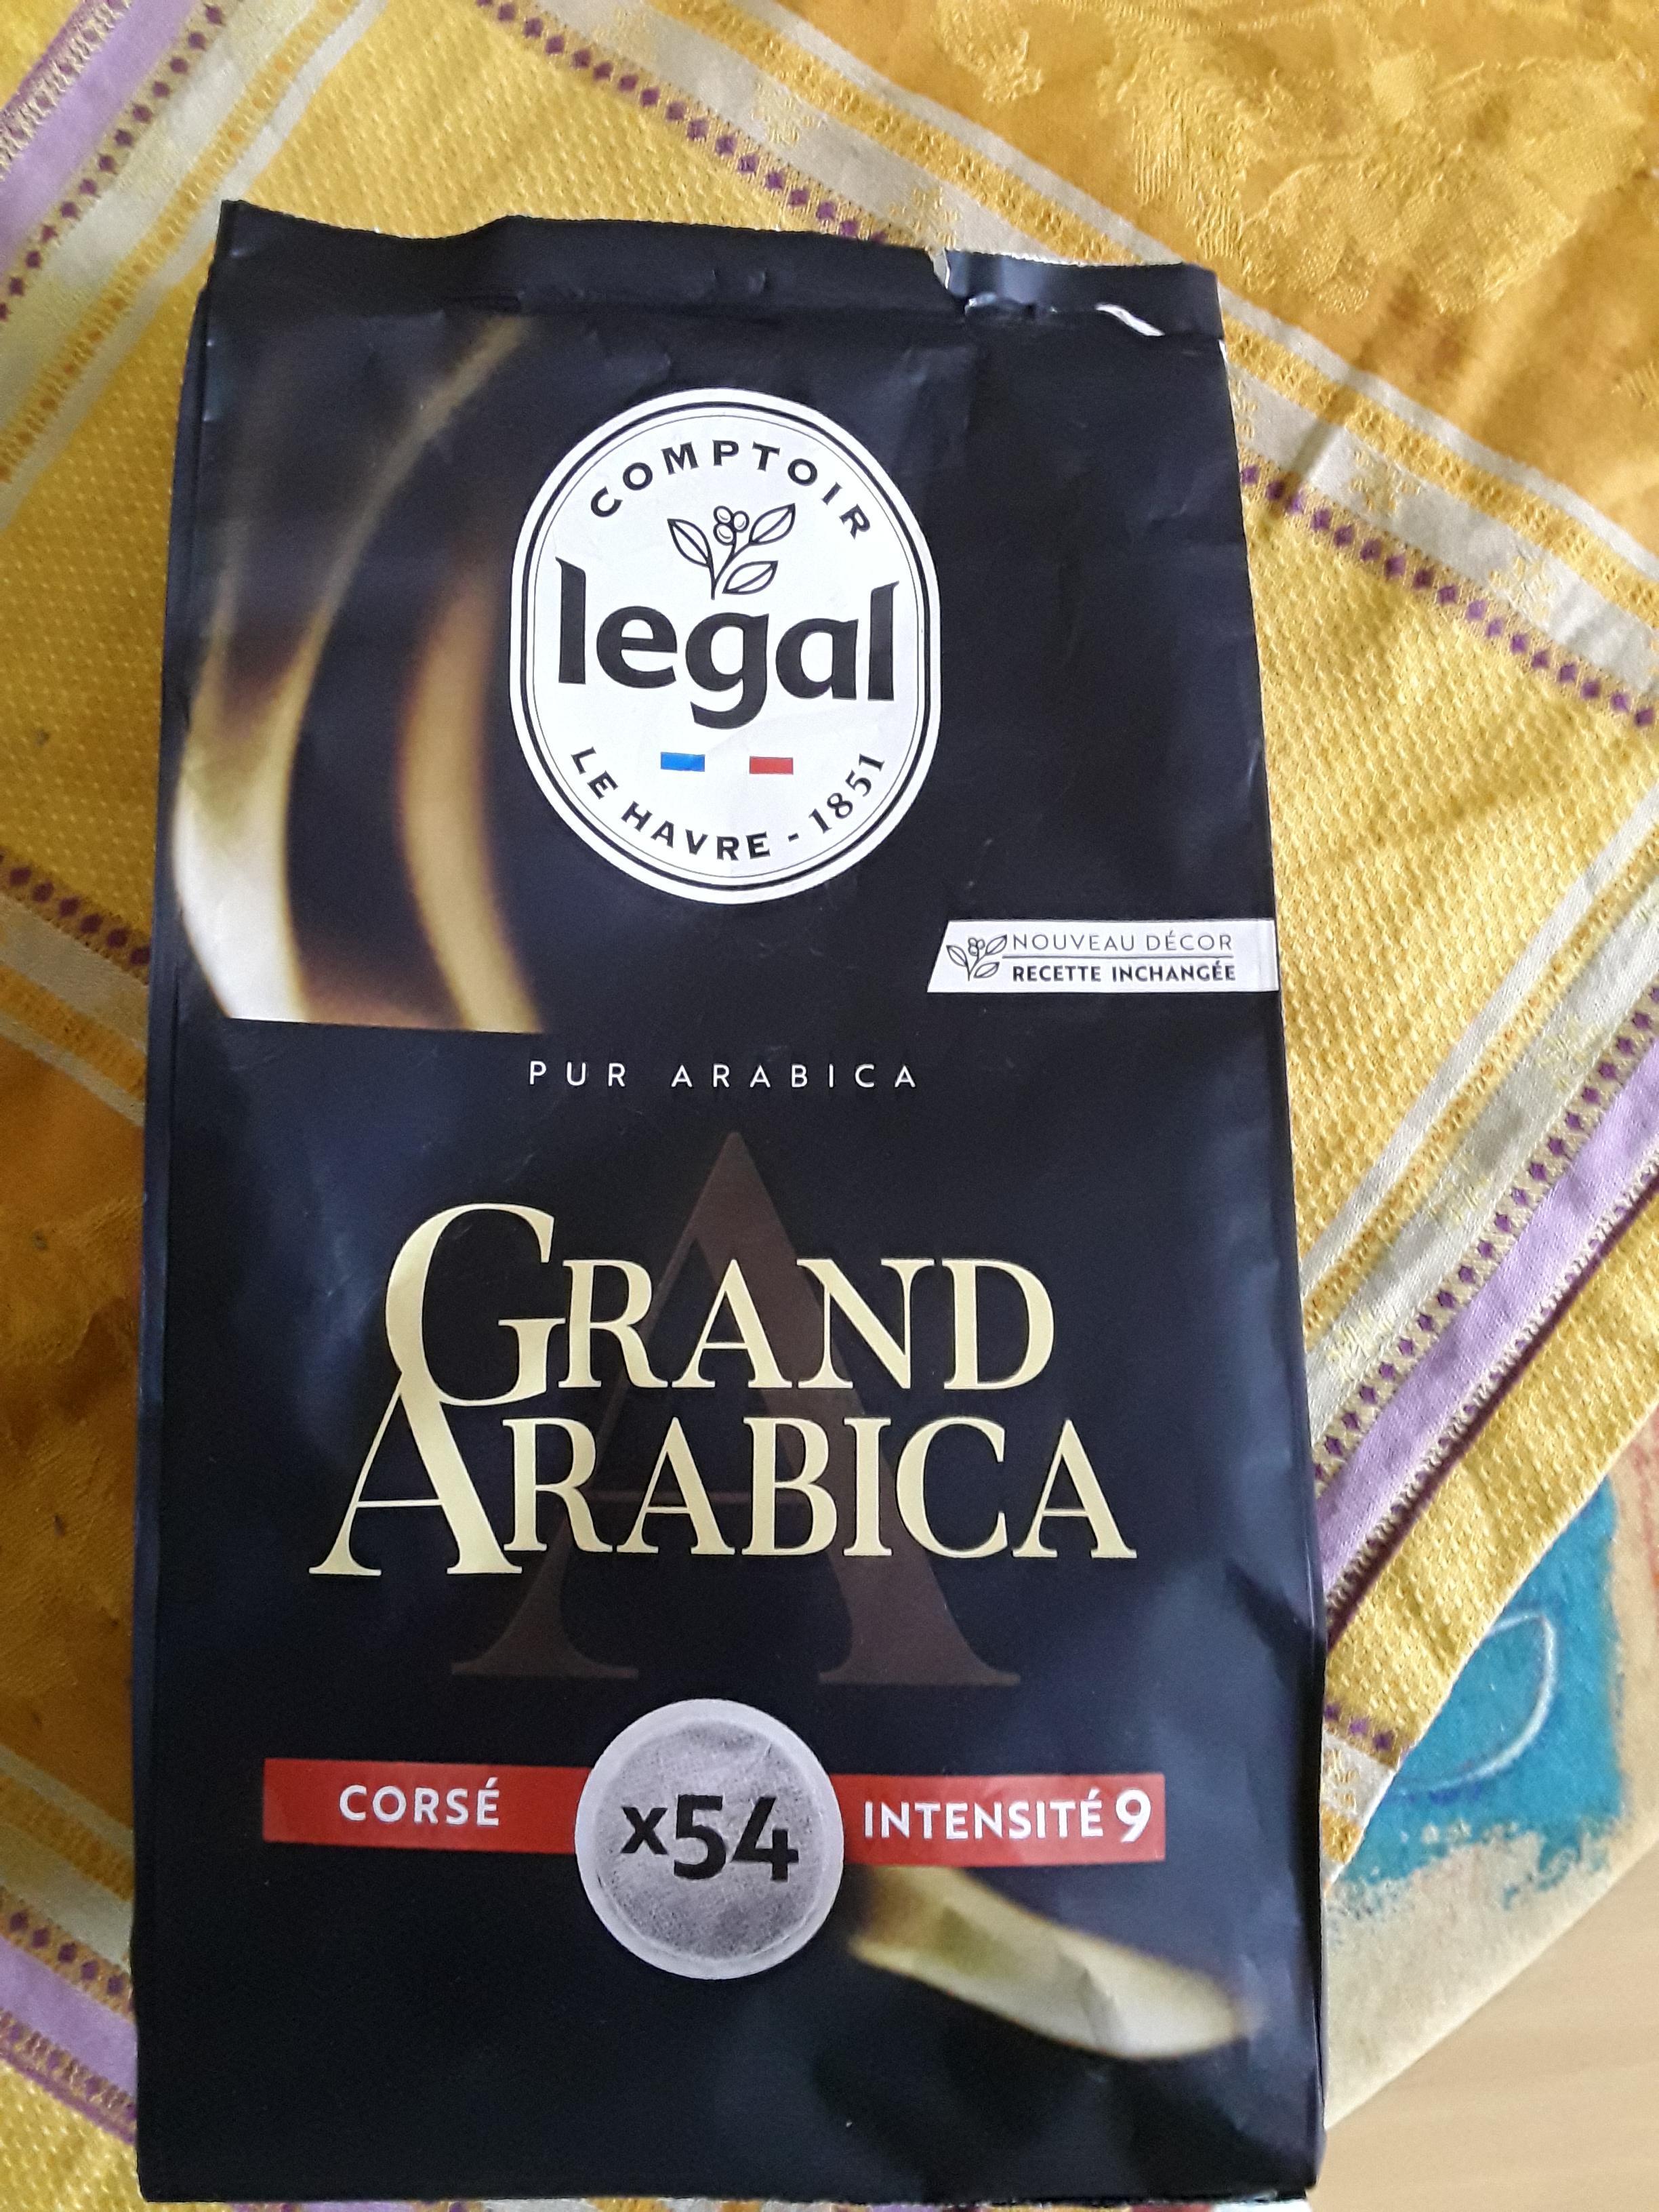 COMPTOIR
legal
LE HAVRE - 1851
NOUVEAU DÉCOR
RECETTE INCHANGÉE
PUR ARABICA
GRAND
ARABICA
CORSÉ
x54
INTENSITÉ 9